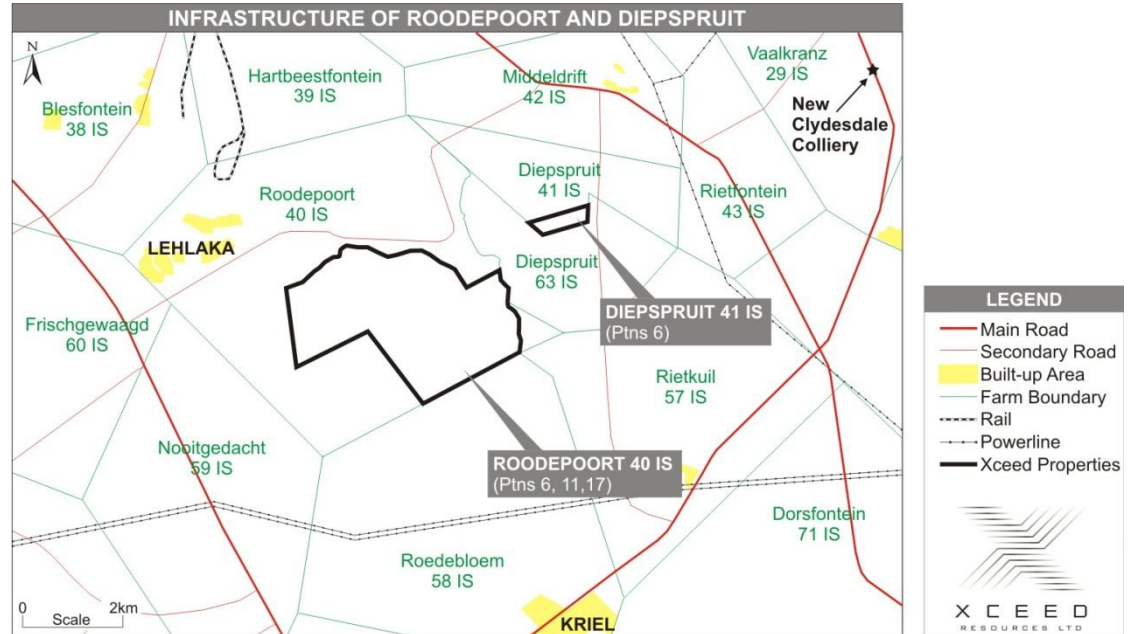 INFRASTRUCTURE OF ROODEPOORT AND DIEPSPRUIT
N
Hartbeestfontein
39 IS
Middeldrift
42 IS
Vaalkranz
29 IS
Blesfontein
38 IS
New
Clydesdale
Colliery
Diepspruit
41 IS
Rietfontein
43 IS
Roodepoort
40 IS
LEHLAKA
Diepspruit
63 IS
DIEPSPRUIT 41 IS
(Ptns 6)
Frischgewaagd
60 IS
Rietkuil
57 IS
Nooitgedacht
59 IS
ROODEPOORT 40 IS
(Ptns 6, 11,17)
Dorsfontein
71 IS
Roedebloem
58 IS
0 2km
Scale
KRIEL
LEGEND
Main Road
Secondary Road
Built-up Area
Farm Boundary
Rail
Powerline
Xceed Properties
XCEED
RESOURCES LTD